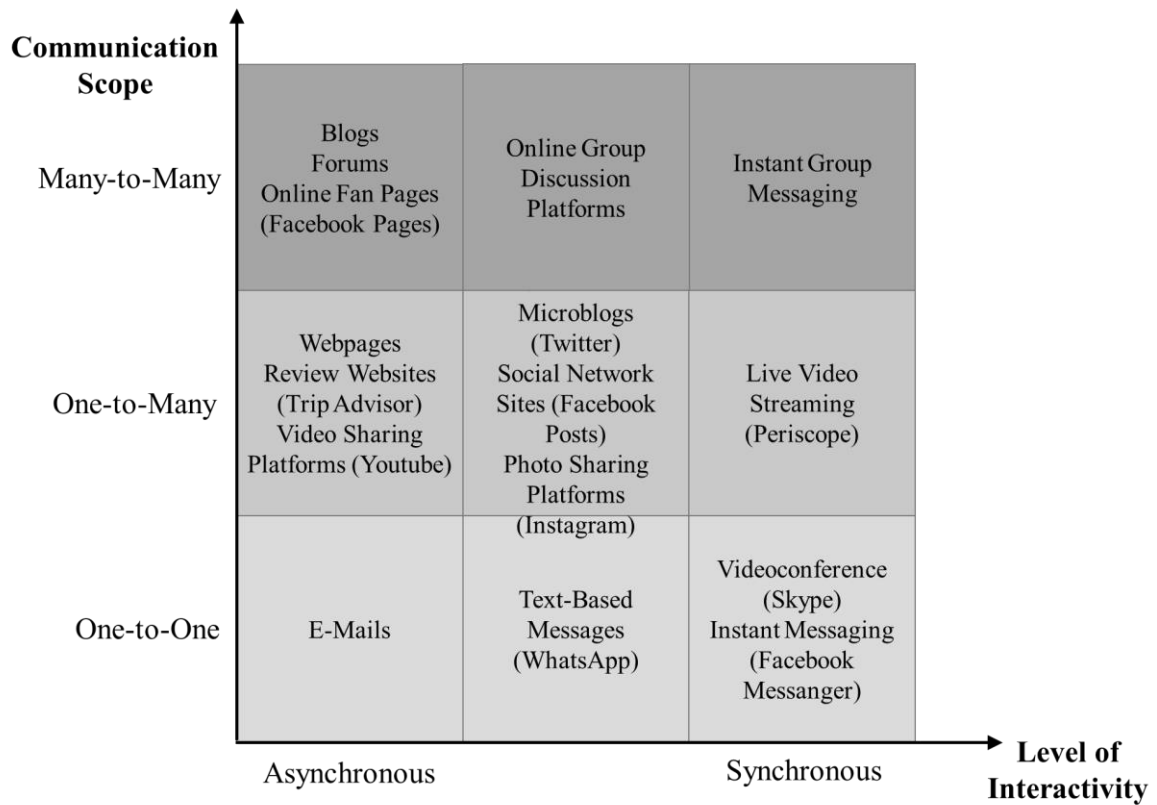 Communication
Scope
Many-to-Many
Blogs
Forums
Online Fan Pages
(Facebook Pages)
Online Group
Discussion
Platforms
Instant Group
Messaging
One-to-Many
Webpages
Review Websites
(Trip Advisor)
Video Sharing
Platforms (Youtube)
Microblogs
(Twitter)
Social Network
Sites (Facebook
Posts)
Photo Sharing
Platforms
(Instagram)
Live Video
Streaming
(Periscope)
One-to-One
E-Mails
Text-Based
Messages
(WhatsApp)
Videoconference
(Skype)
Instant Messaging
(Facebook
Messanger)
Asynchronous
Synchronous
Level of
Interactivity